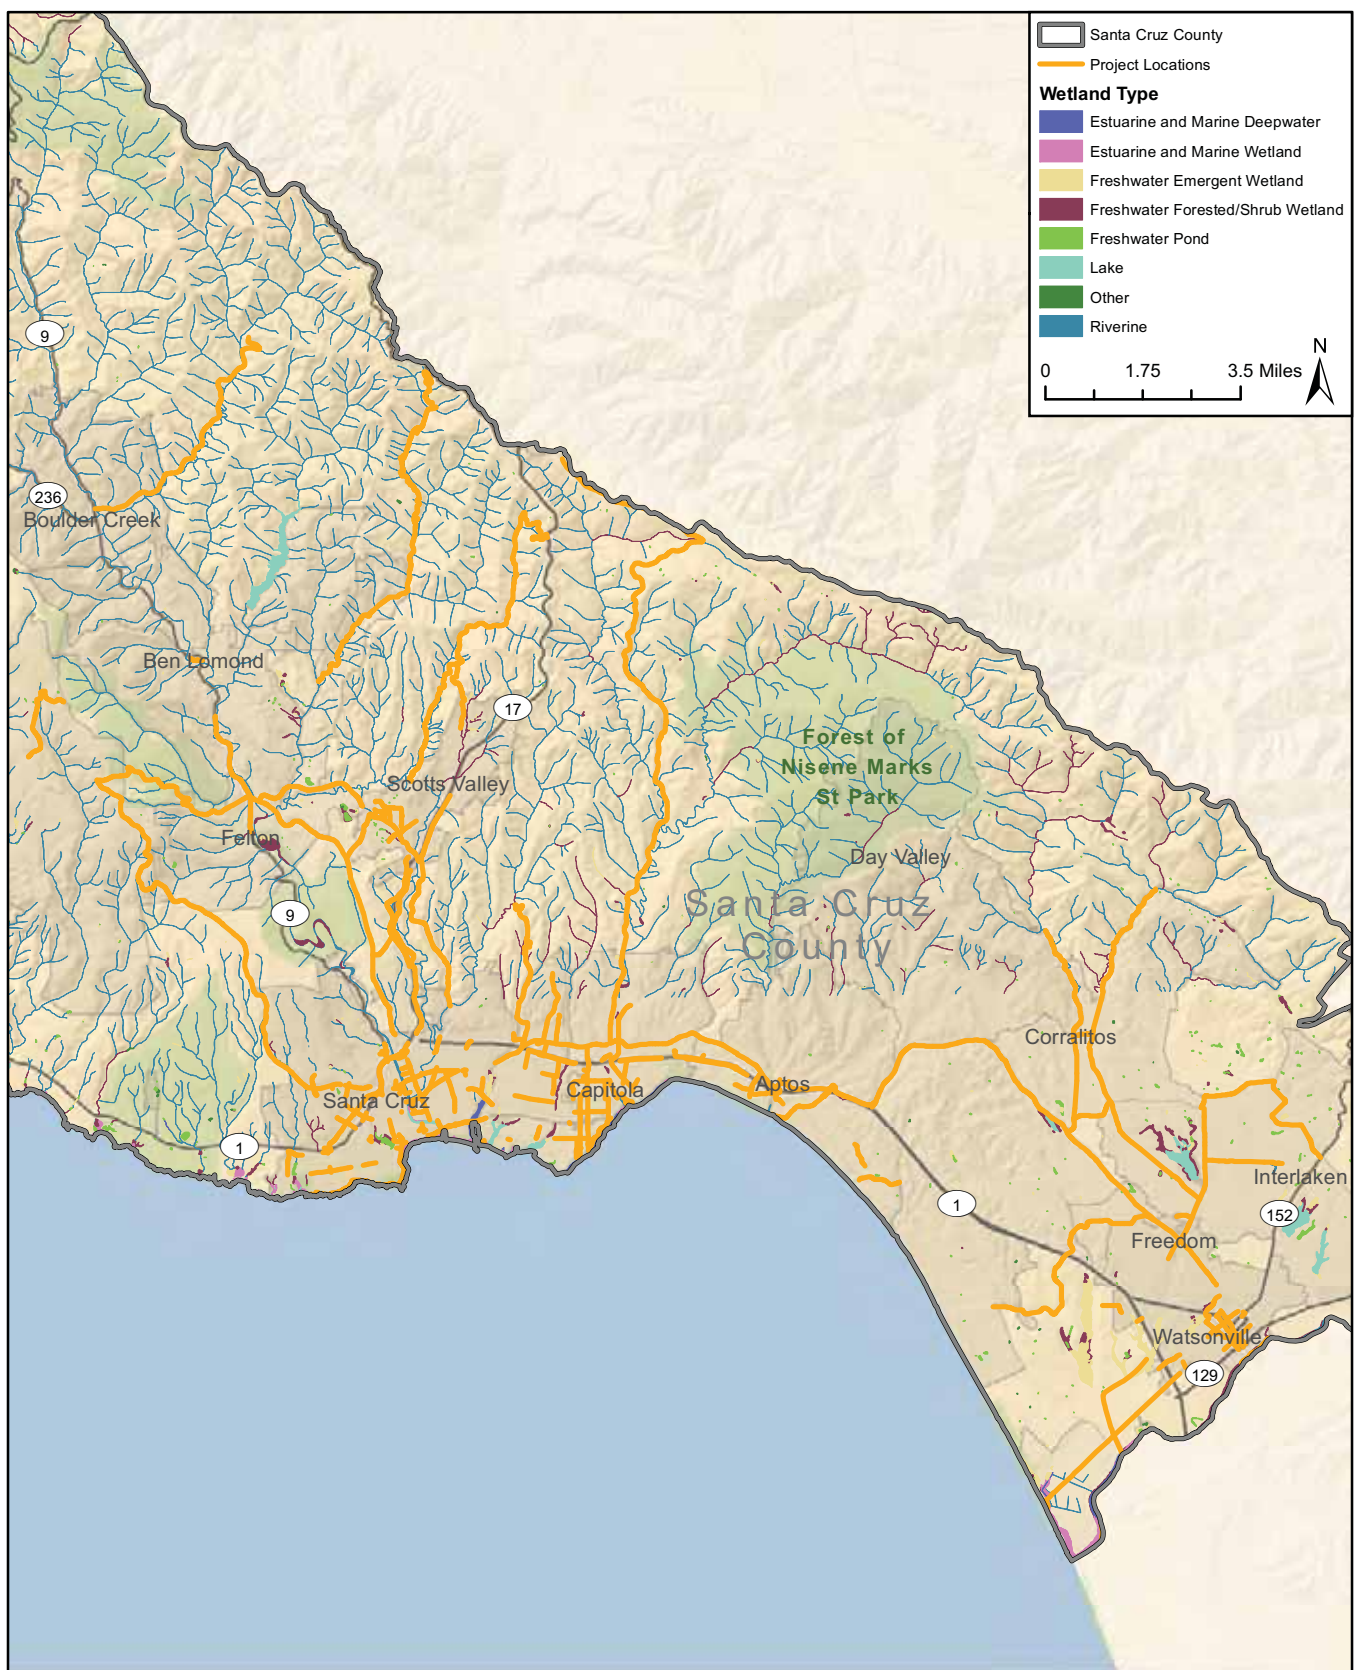 Santa Cruz County
Project Locations
Wetland Type
Estuarine and Marine Deepwater
Estuarine and Marine Wetland
Freshwater Emergent Wetland
Freshwater Forested/Shrub Wetland
Freshwater Pond
Lake
Other
Riverine
N
0 1.75 3.5 Miles
9
236
Boulder Creek
Ben Lomond
17
Forest of
Nisene Marks
St Park
Scotts Valley
Felton
Day Valley
Santa Cruz
County
9
Corralitos
Aptos
Capitola
Santa Cruz
1
Interlaken
152
1
Freedom
Watsonville
129